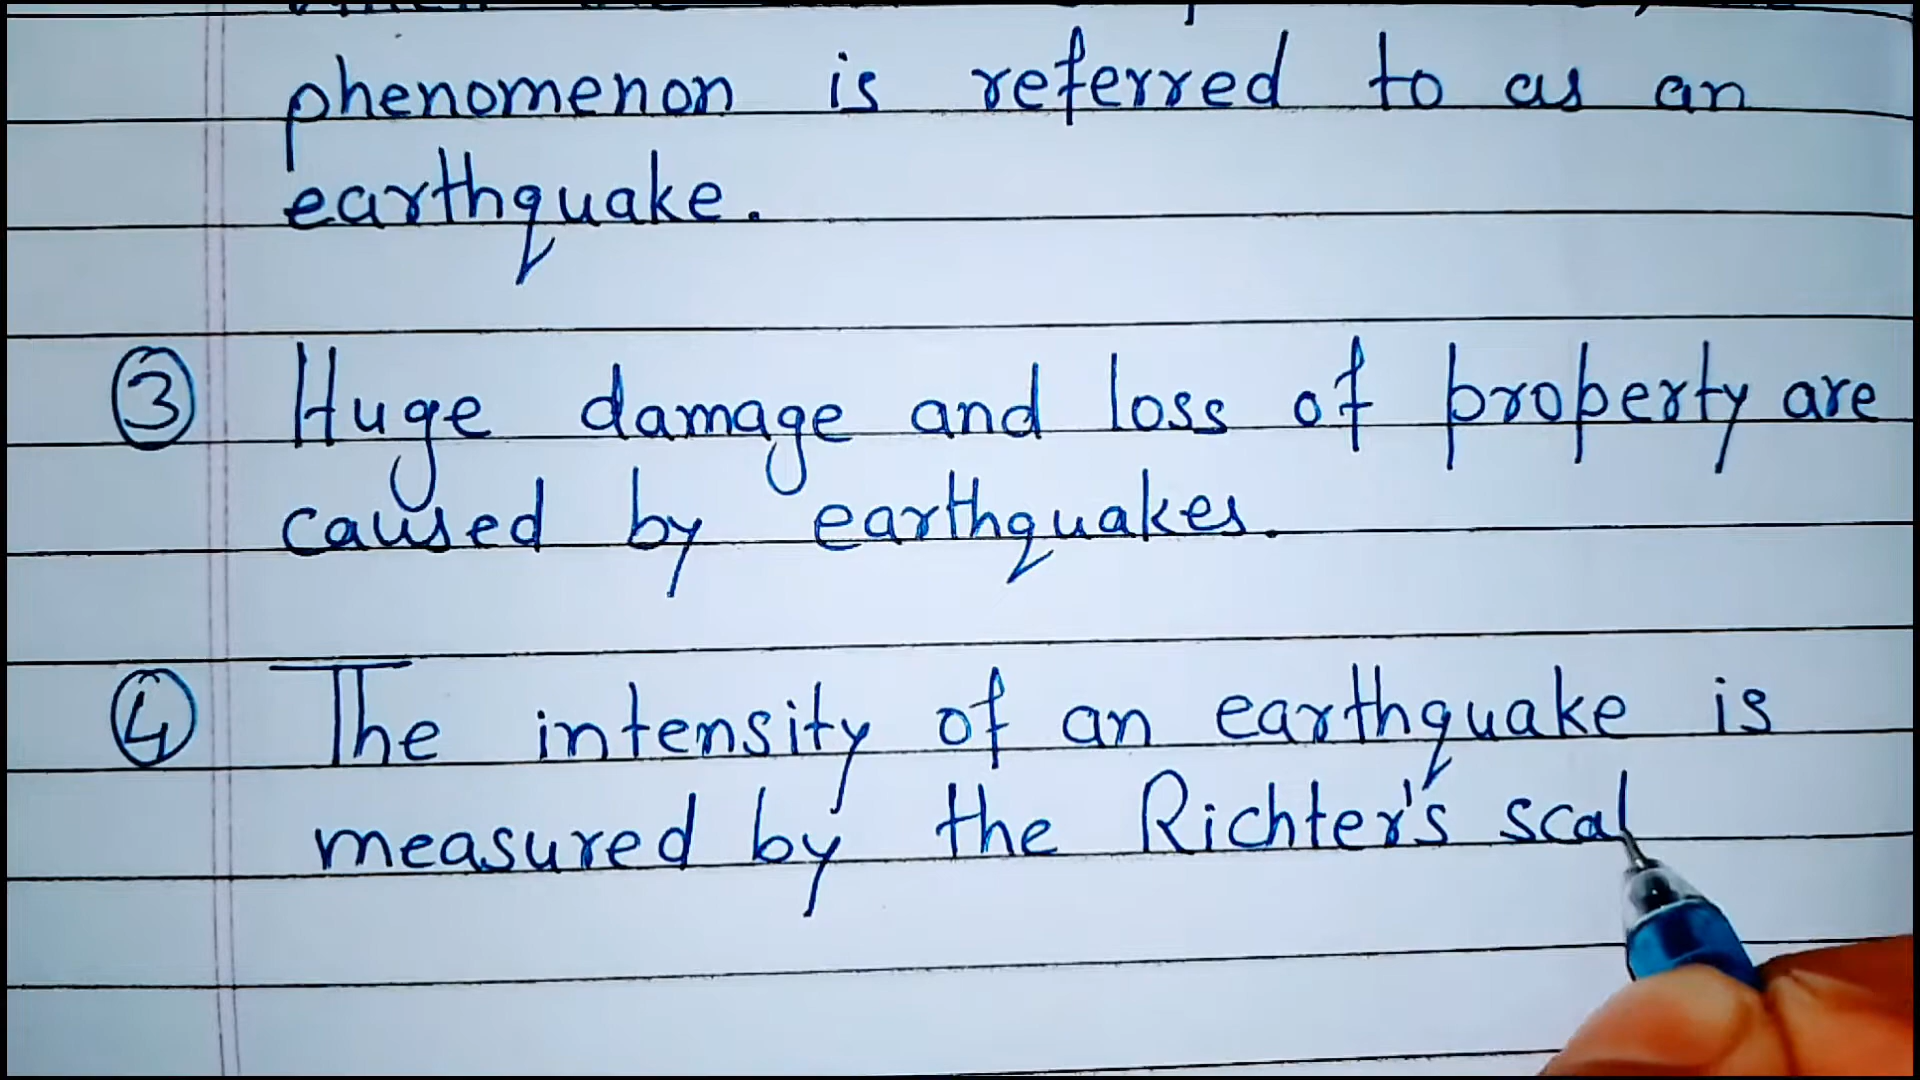 phenomenon is referred to as an
earthquake.
3 Huge damage and loss of property are
caused by earthquakes.
4 The intensity of an earthquake is
measured by the Richter's scal